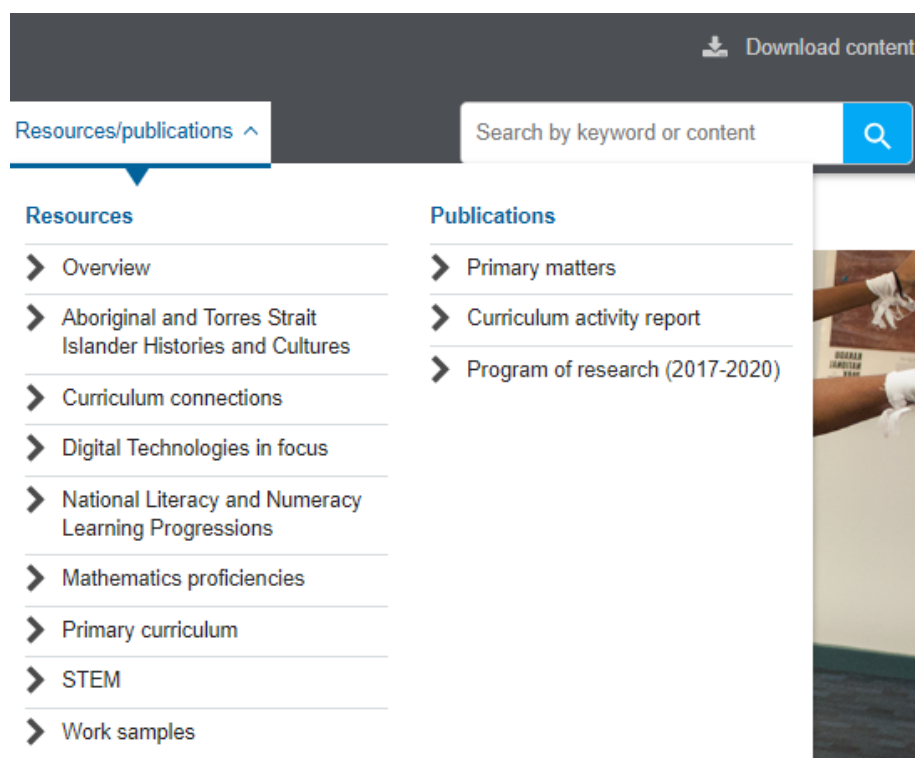 Download content
Resources/publications
Search by keyword or content
Resources
Overview
Aboriginal and Torres Strait
Islander Histories and Cultures
Curriculum connections
Digital Technologies in focus
National Literacy and Numeracy
Learning Progressions
Mathematics proficiencies
Primary curriculum
STEM
Work samples
Publications
Primary matters
Curriculum activity report
Program of research (2017-2020)